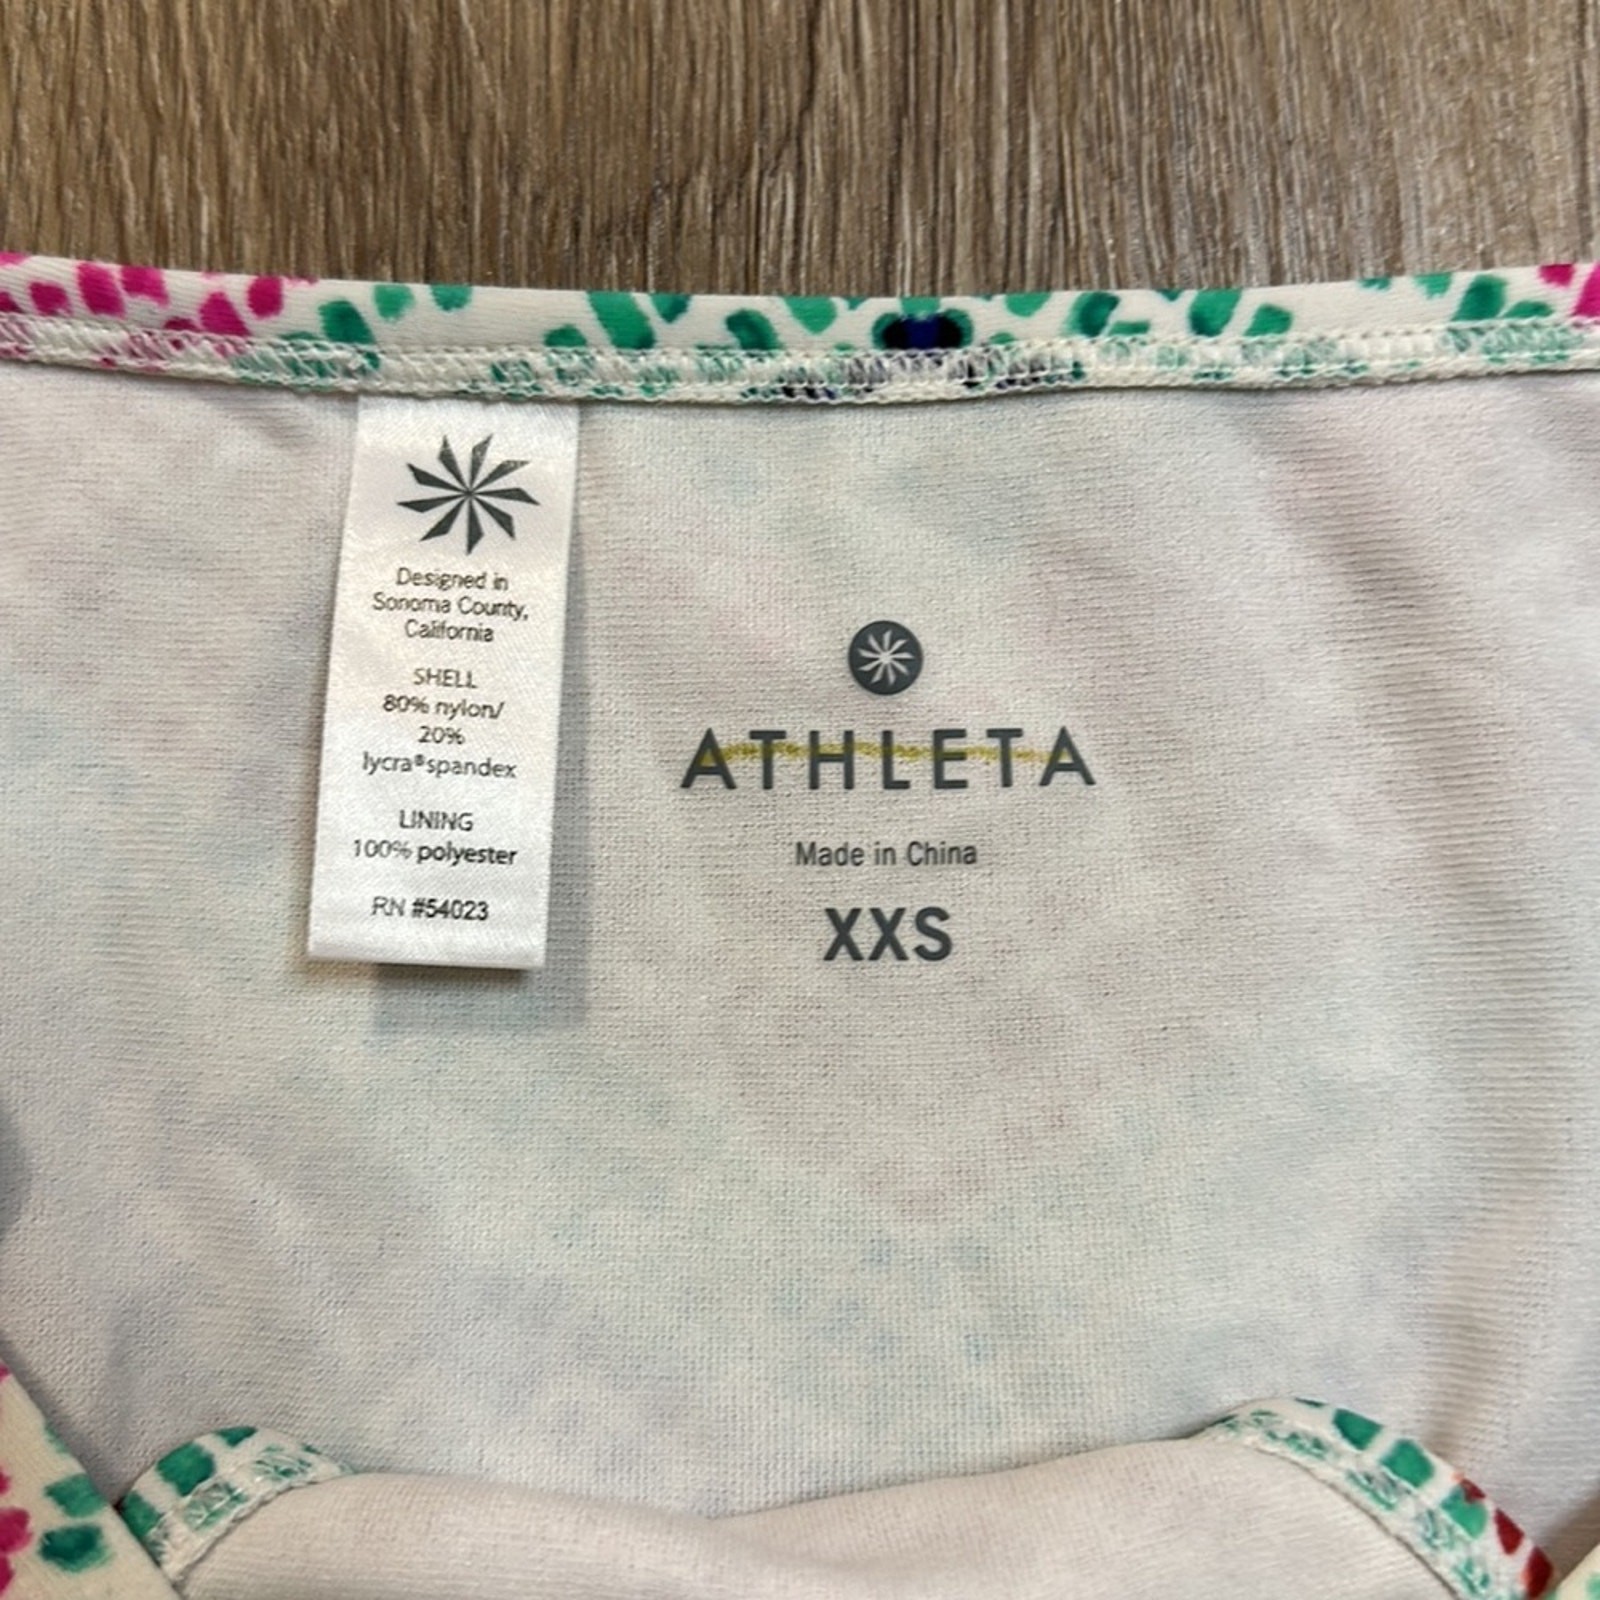 Designed in
Sonoma County,
California
SHELL
80% nylon/
20%
lycra®spandex
LINING
100% polyester
RN #54023
ATHLETA
Made in China
XXS